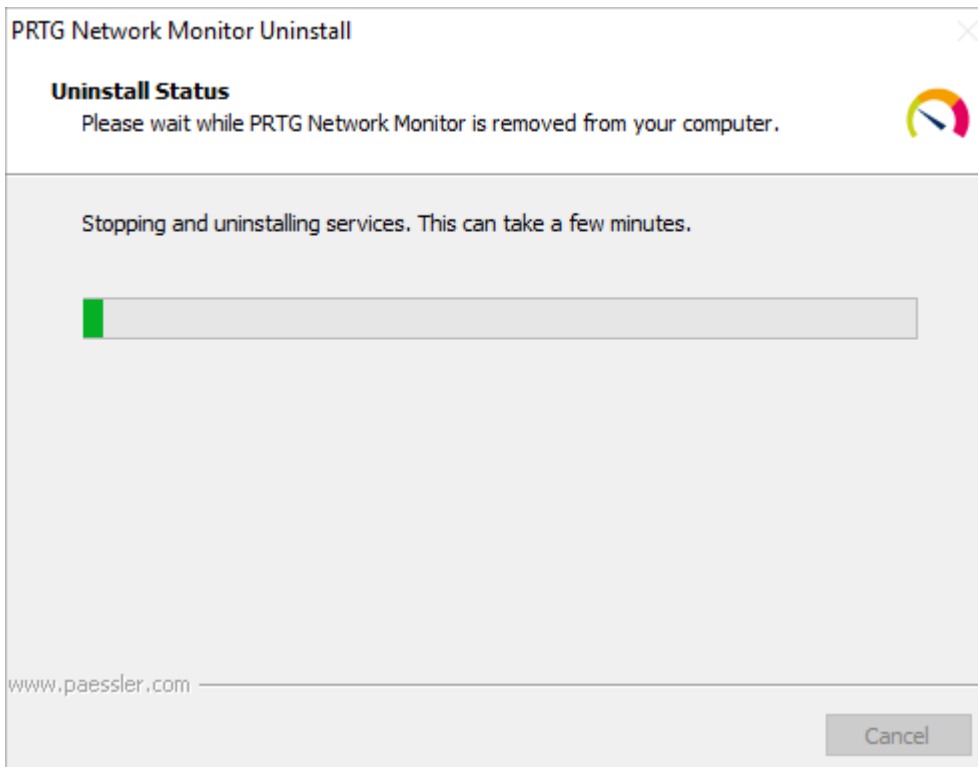 PRTG Network Monitor Uninstall
Uninstall Status
Please wait while PRTG Network Monitor is removed from your computer.
Stopping and uninstalling services. This can take a few minutes.
www.paessler.com
Cancel